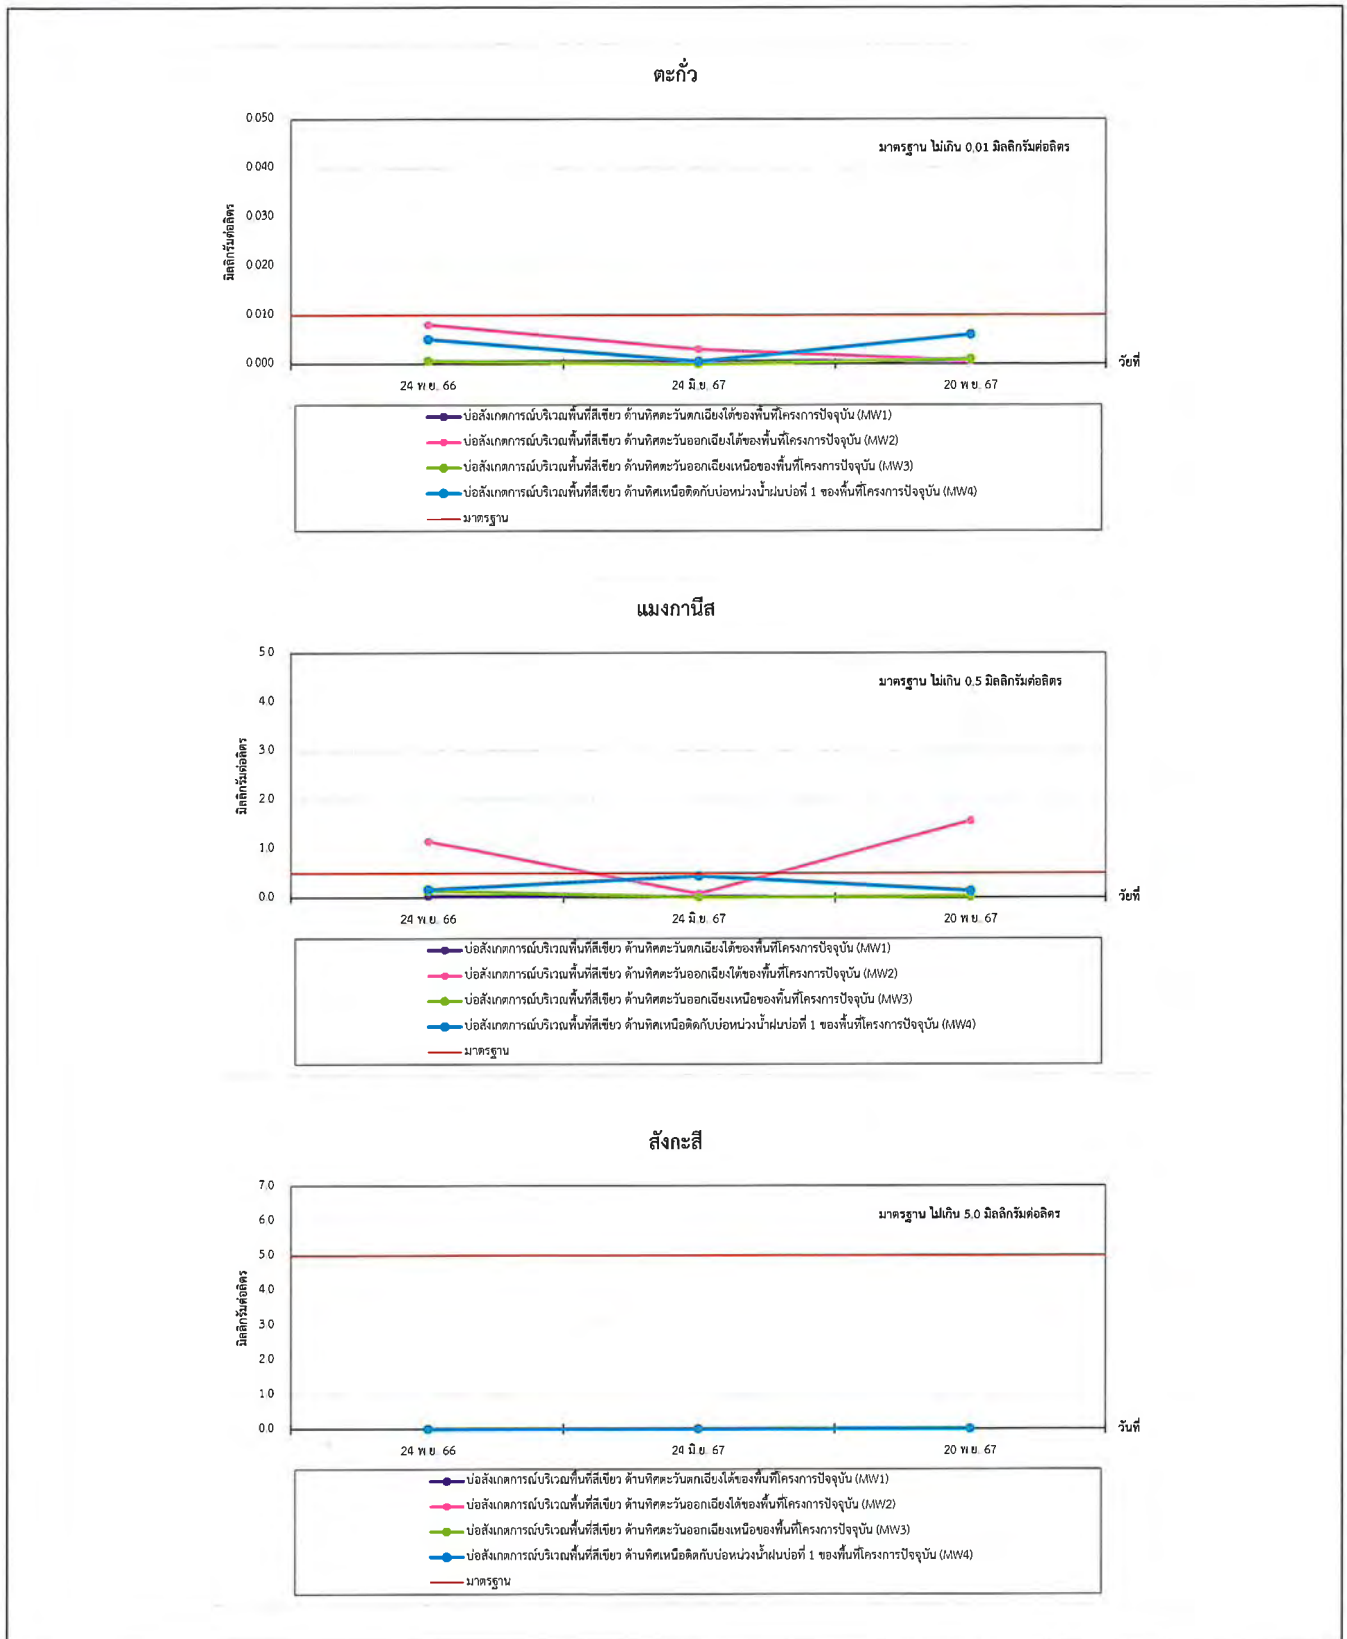 ตะกั่ว
0.050
มาตรฐาน ไม่เกิน 0.01 มิลลิกรัมต่อลิตร
0.040
0.030
มิลลิกรัมต่อลิตร
0.020
0.010
0.000
วัยที่
24 พ.ย. 66
24 มิ.ย. 67
20 พ.ย. 67
บ่อสังเกตการณ์บริเวณพื้นที่สีเขียว ด้านทิศตะวันตกเฉียงใต้ของพื้นที่โครงการปัจจุบัน (MW1)
บ่อสังเกตการณ์บริเวณพื้นที่สีเขียว ด้านทิศตะวันออกเฉียงใต้ของพื้นที่โครงการปัจจุบัน (MW2)
บ่อสังเกตการณ์บริเวณพื้นที่สีเขียว ด้านทิศตะวันออกเฉียงเหนือของพื้นที่โครงการปัจจุบัน (MW3)
บ่อสังเกตการณ์บริเวณพื้นที่สีเขียว ด้านทิศเหนือติดกับบ่อหน่วงน้ำฝนบ่อที่ 1 ของพื้นที่โครงการปัจจุบัน (MW4)
มาตรฐาน
แมงกานีส
5.0
มาตรฐาน ไม่เกิน 0.5 มิลลิกรัมต่อลิตร
4.0
3.0
มิลลิกรัมต่อลิตร
2.0
1.0
0.0
วัยที่
24 พ.ย. 66
24 มิ.ย. 67
20 พ.ย. 67
บ่อสังเกตการณ์บริเวณพื้นที่สีเขียว ด้านทิศตะวันตกเฉียงใต้ของพื้นที่โครงการปัจจุบัน (MW1)
บ่อสังเกตการณ์บริเวณพื้นที่สีเขียว ด้านทิศตะวันออกเฉียงใต้ของพื้นที่โครงการปัจจุบัน (MW2)
บ่อสังเกตการณ์บริเวณพื้นที่สีเขียว ด้านทิศตะวันออกเฉียงเหนือของพื้นที่โครงการปัจจุบัน (MW3)
บ่อสังเกตการณ์บริเวณพื้นที่สีเขียว ด้านทิศเหนือติดกับบ่อหน่วงน้ำฝนบ่อที่ 1 ของพื้นที่โครงการปัจจุบัน (MW4)
มาตรฐาน
สังกะสี
7.0
มาตรฐาน ไม่เกิน 5.0 มิลลิกรัมต่อลิตร
6.0
5.0
4.0
มิลลิกรัมต่อลิตร
3.0
2.0
1.0
0.0
วันที่
24 พ.ย. 66
24 มิ.ย. 67
20 พ.ย. 67
บ่อสังเกตการณ์บริเวณพื้นที่สีเขียว ด้านทิศตะวันตกเฉียงใต้ของพื้นที่โครงการปัจจุบัน (MW1)
บ่อสังเกตการณ์บริเวณพื้นที่สีเขียว ด้านทิศตะวันออกเฉียงใต้ของพื้นที่โครงการปัจจุบัน (MW2)
บ่อสังเกตการณ์บริเวณพื้นที่สีเขียว ด้านทิศตะวันออกเฉียงเหนือของพื้นที่โครงการปัจจุบัน (MW3)
บ่อสังเกตการณ์บริเวณพื้นที่สีเขียว ด้านทิศเหนือติดกับบ่อหน่วงน้ำฝนบ่อที่ 1 ของพื้นที่โครงการปัจจุบัน (MW4)
มาตรฐาน